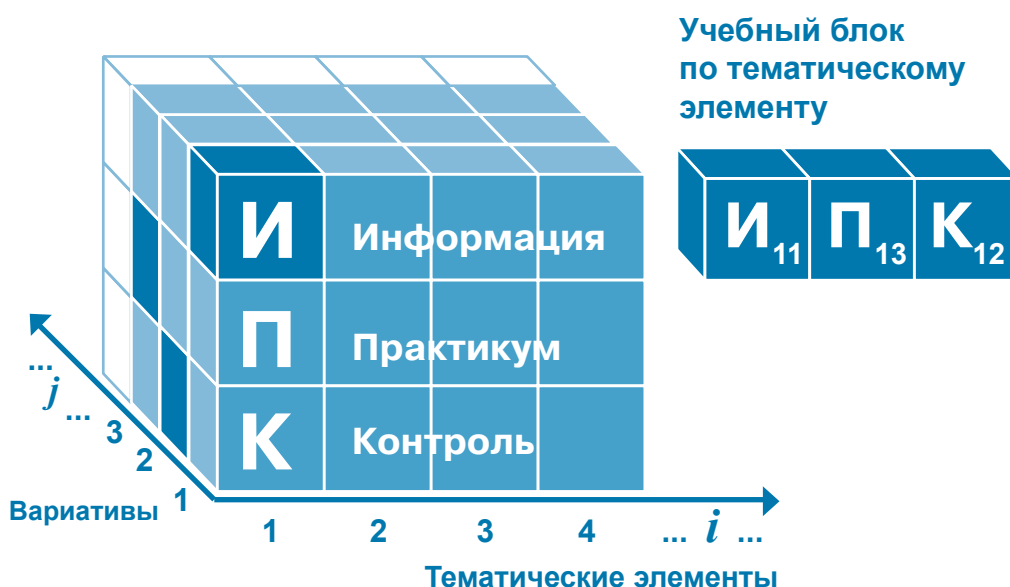 Учебный блок
по тематическому
элементу
И11 П13 К12
И Информация
П Практикум
К Контроль
...
j
...
3
2
1
Вариативы
1 2 3 4 ... i ...
Тематические элементы